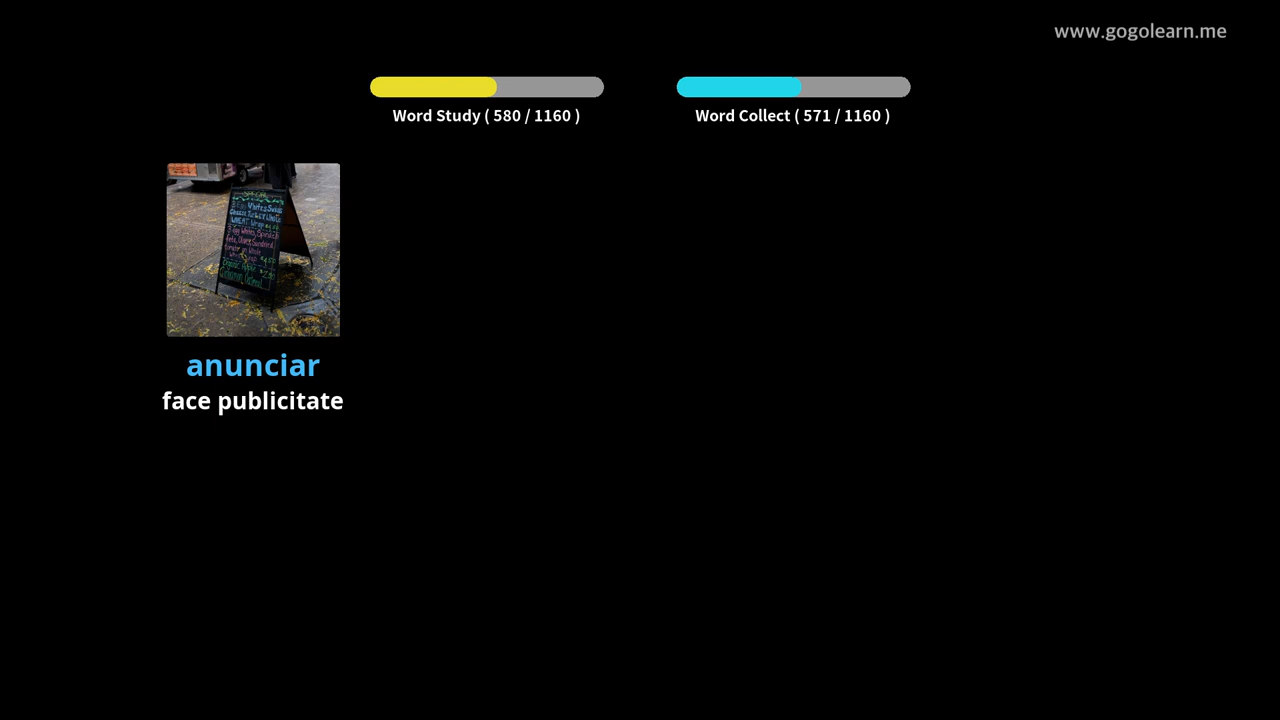 www.gogolearn.me
Word Study ( 580 / 1160 )
Word Collect ( 571 / 1160 )
anunciar
face publicitate